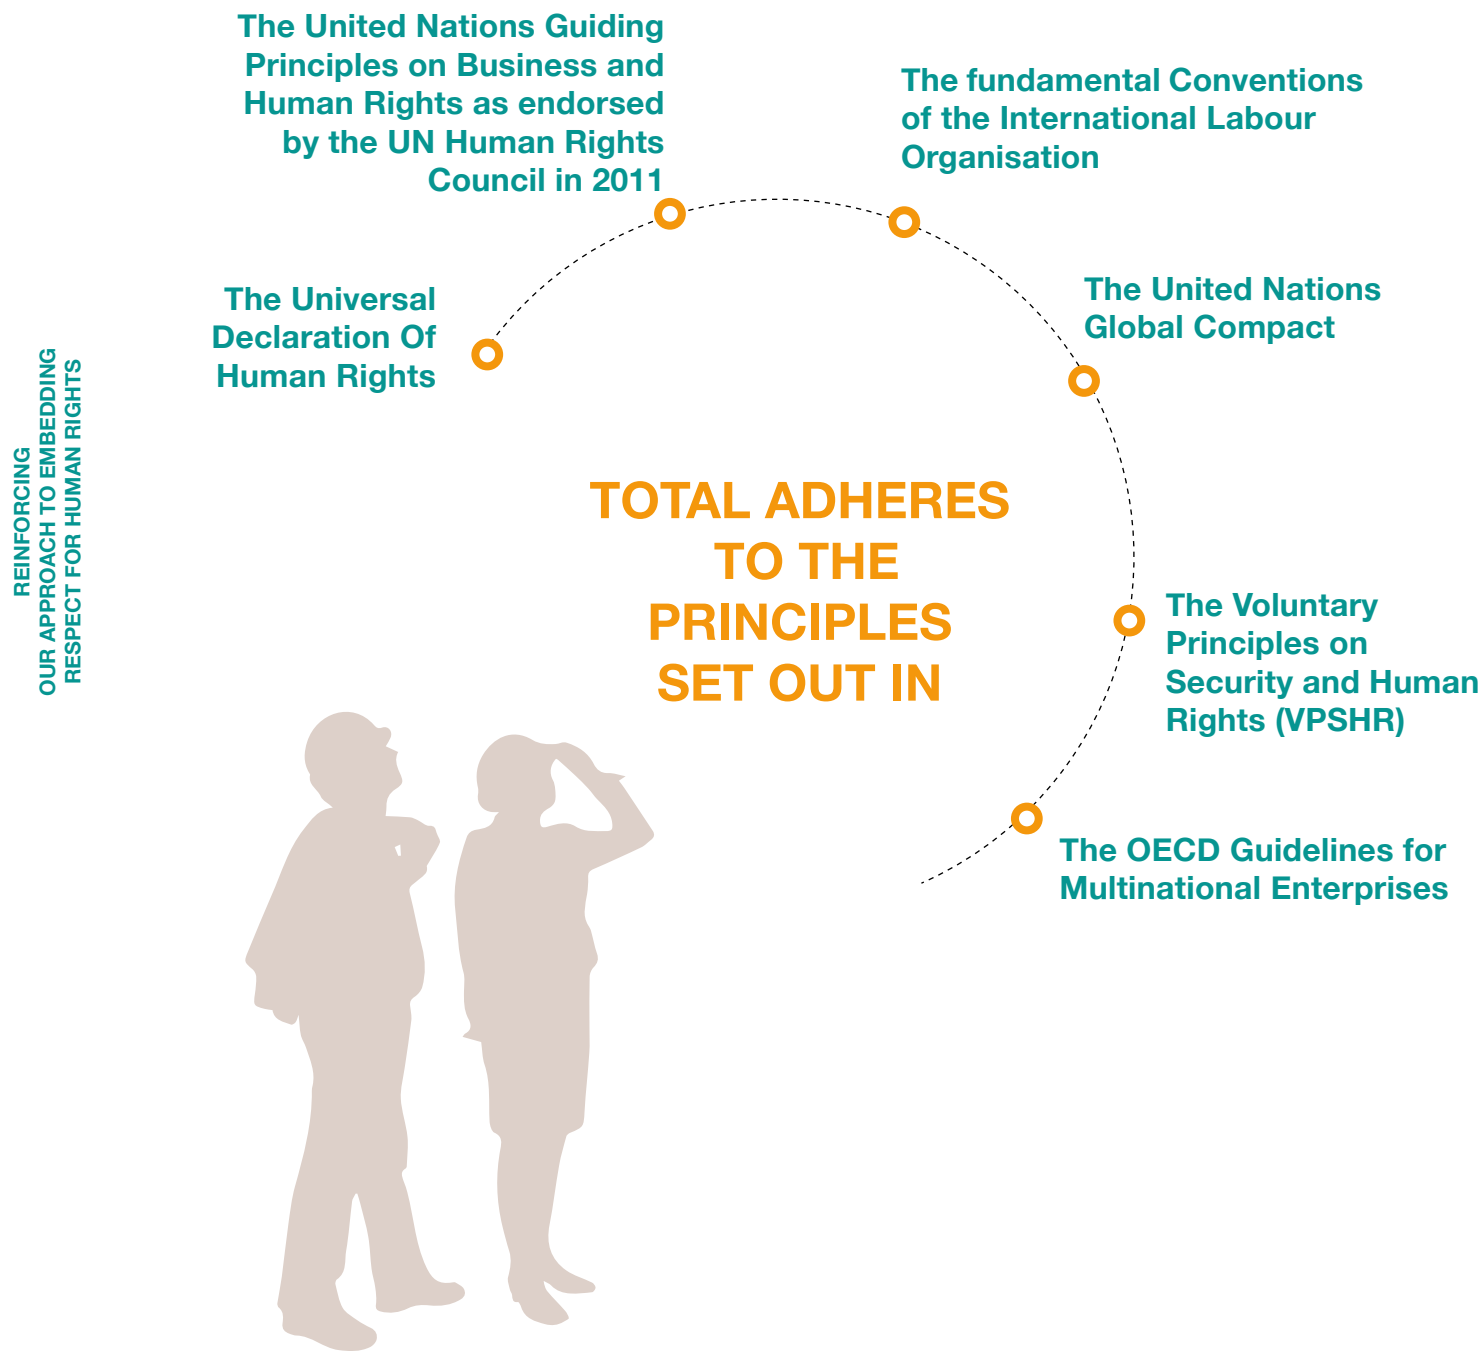 REINFORCING
OUR APPROACH TO EMBEDDING
RESPECT FOR HUMAN RIGHTS
The United Nations Guiding
Principles on Business and
Human Rights as endorsed
by the UN Human Rights
Council in 2011
The fundamental Conventions
of the International Labour
Organisation
The Universal
Declaration Of
Human Rights
The United Nations
Global Compact
TOTAL ADHERES
TO THE
PRINCIPLES
SET OUT IN
The Voluntary
Principles on
Security and Human
Rights (VPSHR)
The OECD Guidelines for
Multinational Enterprises